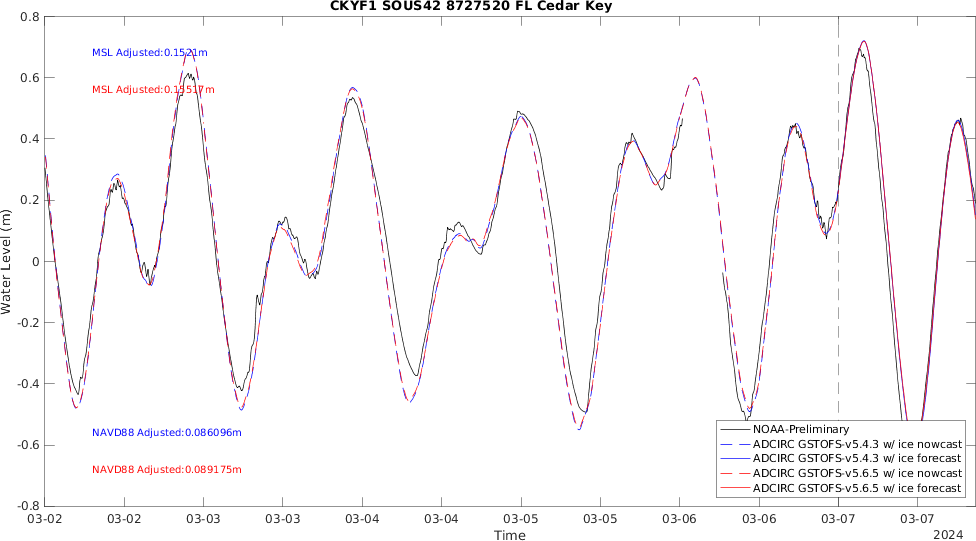 CKYF1 SOUS42 8727520 FL Cedar Key
0.8
MSL Adjusted:0.1521m
0.6
MSL Adjusted:0.15517m
0.4
0.2
0
-0.2
-0.4
-0.6
-0.8
Water Level (m)
NAVD88 Adjusted:0.086096m
NAVD88 Adjusted:0.089175m
NOAA-Preliminary
ADCIRC GSTOFS-v5.4.3 w/ ice nowcast
ADCIRC GSTOFS-v5.4.3 w/ ice forecast
ADCIRC GSTOFS-v5.6.5 w/ ice nowcast
ADCIRC GSTOFS-v5.6.5 w/ ice forecast
03-02 03-02 03-03 03-03 03-04 03-04 03-05 03-05 03-06 03-06 03-07 03-07
Time
2024